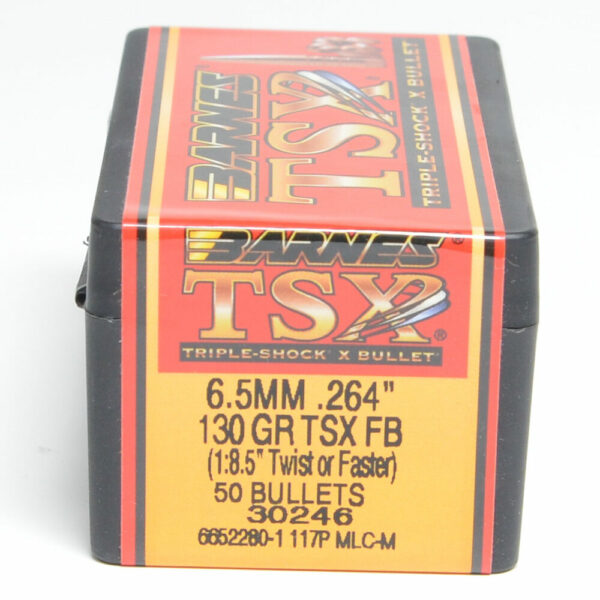 BARNES
TSX®
TRIPLE-SHOCK X BULLET
BARNES®
TSX®
TRIPLE-SHOCK® X BULLET
6.5MM .264"
130 GR TSX FB
(1:8.5" Twist or Faster)
50 BULLETS
30246
6652280-1 117P MLC-M